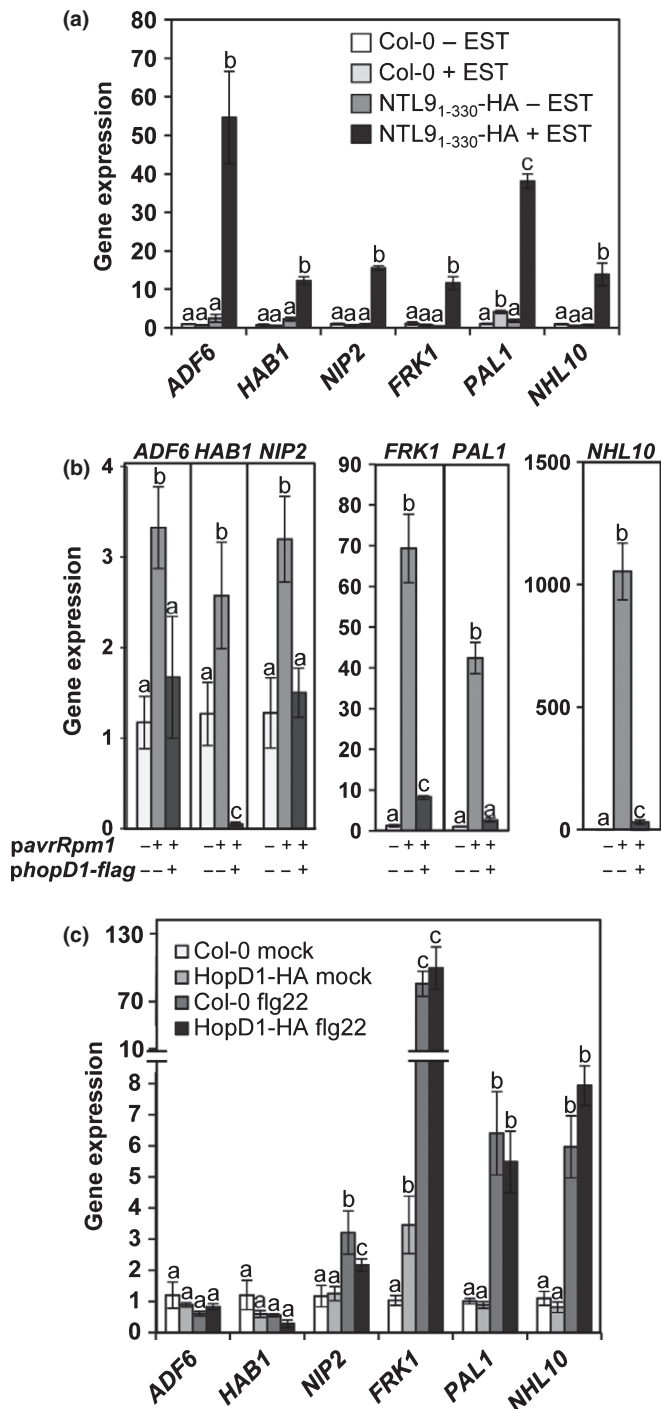 (a)
80
70
60
50
40
30
20
10
0
Gene expression
Col-0 – EST
Col-0 + EST
NTL9₁₋₃₃₀-HA – EST
NTL9₁₋₃₃₀-HA + EST
a a a b
a a a b
a a a b
a a a b
a b a c
a a a b
ADF6 HAB1 NIP2 FRK1 PAL1 NHL10
(b)
ADF6 HAB1 NIP2
4
3
2
1
0
Gene expression
a b a
a b c
a b a
FRK1 PAL1
90
80
70
60
50
40
30
20
10
0
a b c
a b a
NHL10
1500
1000
500
0
a b c
pavrRpm1 – + + – + + – + + – + + – + + – + +
phopD1-flag – – + – – + – – + – – + – – + – – +
(c)
130
70
10
8
7
6
5
4
3
2
1
0
Gene expression
Col-0 mock
HopD1-HA mock
Col-0 flg22
HopD1-HA flg22
a a a a
a a a a
a a b c
a b c c
a a b b
a a b b
ADF6 HAB1 NIP2 FRK1 PAL1 NHL10